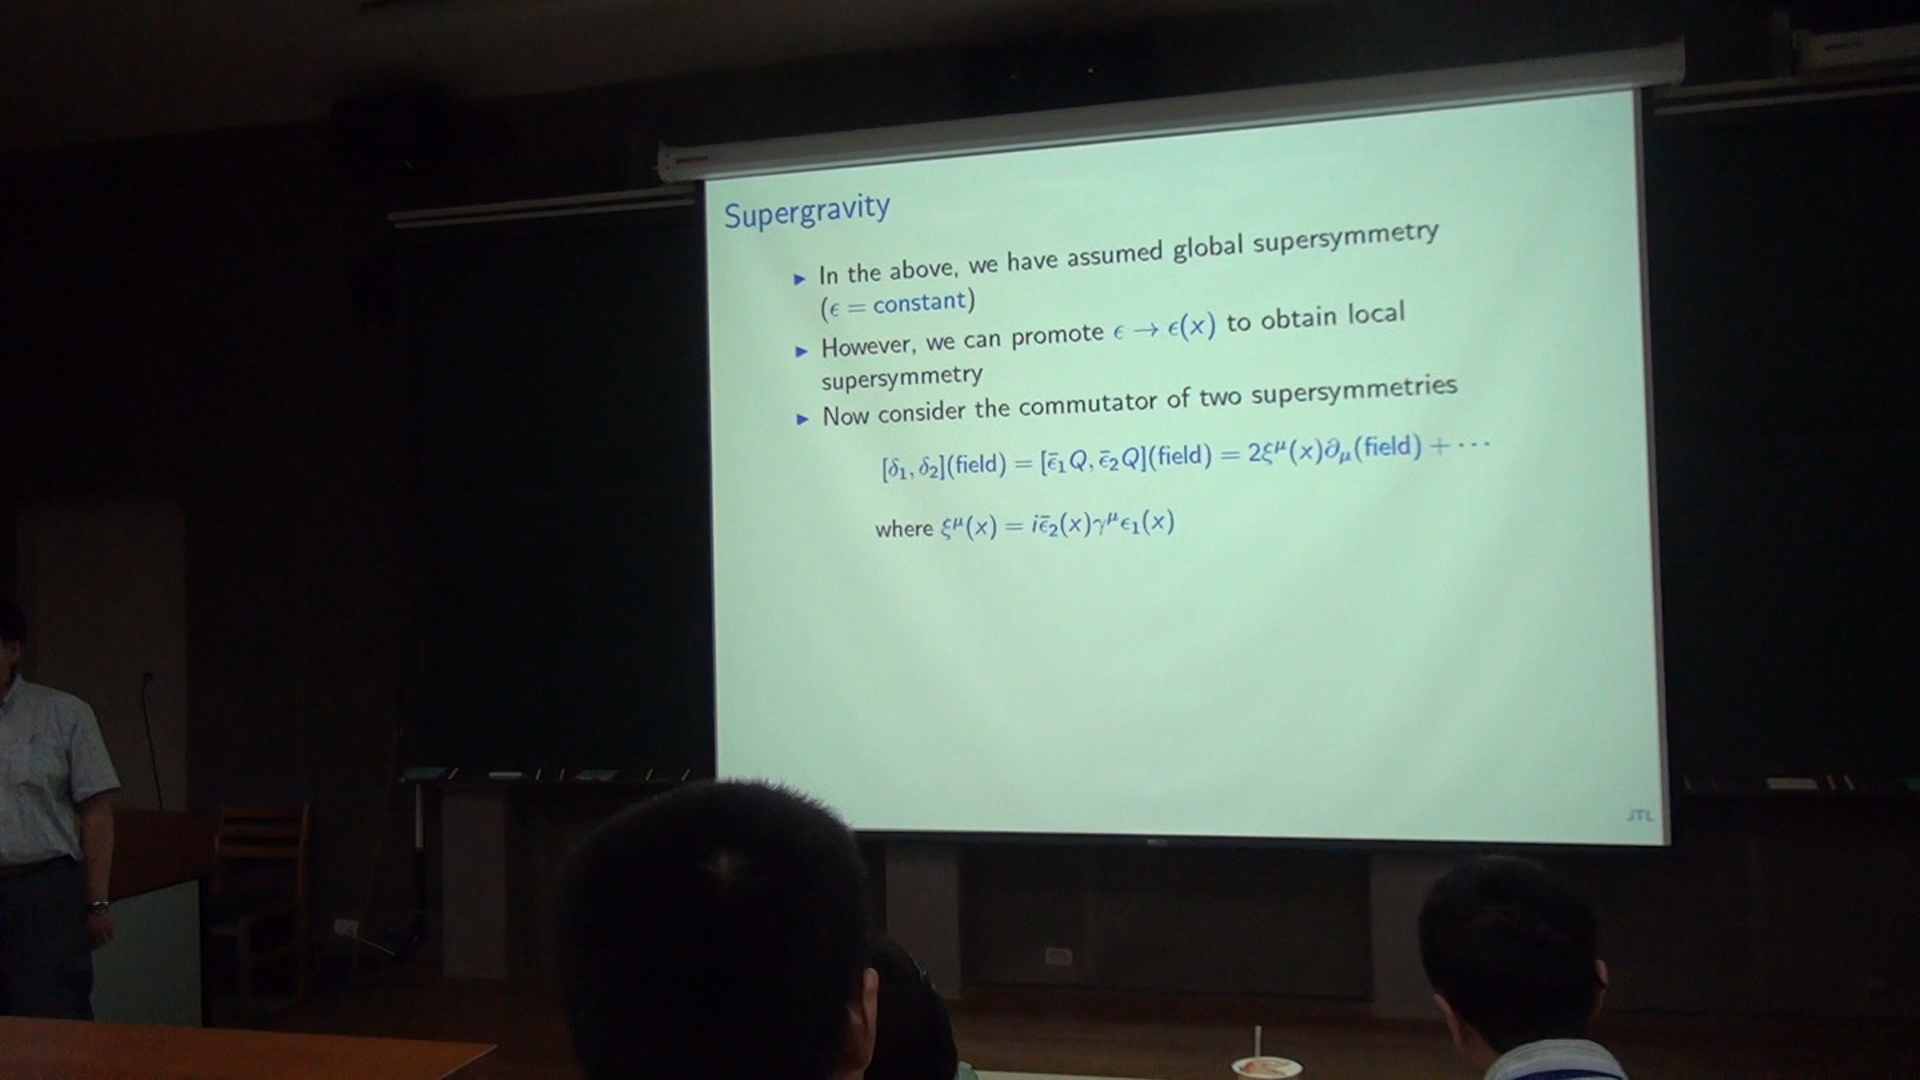 Supergravity
► In the above, we have assumed global supersymmetry
(ϵ = constant)
► However, we can promote ϵ → ϵ(x) to obtain local
supersymmetry
► Now consider the commutator of two supersymmetries
[δ₁, δ₂](field) = [ϵ̄₁Q, ϵ̄₂Q](field) = 2ξ^μ(x)∂_μ(field) + ⋯
where ξ^μ(x) = iϵ̄₂(x)γ^μϵ₁(x)
JTL